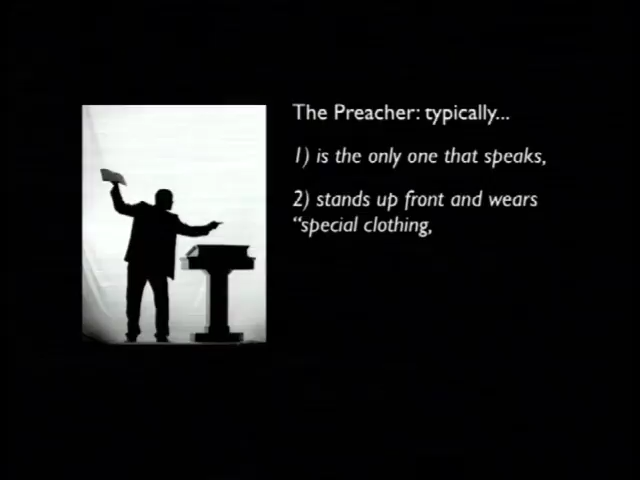 The Preacher: typically...
1) is the only one that speaks,
2) stands up front and wears
“special clothing,